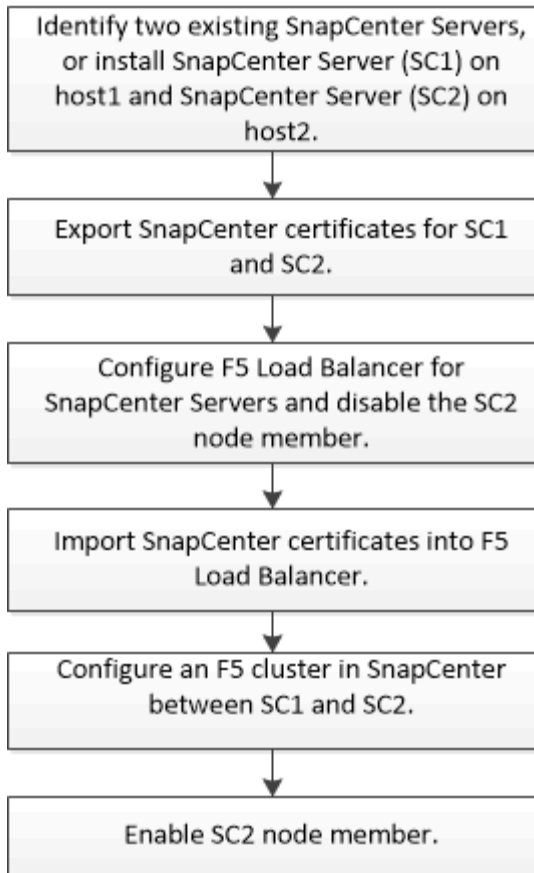 Identify two existing SnapCenter Servers,
or install SnapCenter Server (SC1) on
host1 and SnapCenter Server (SC2) on
host2.
Export SnapCenter certificates for SC1
and SC2.
Configure F5 Load Balancer for
SnapCenter Servers and disable the SC2
node member.
Import SnapCenter certificates into F5
Load Balancer.
Configure an F5 cluster in SnapCenter
between SC1 and SC2.
Enable SC2 node member.